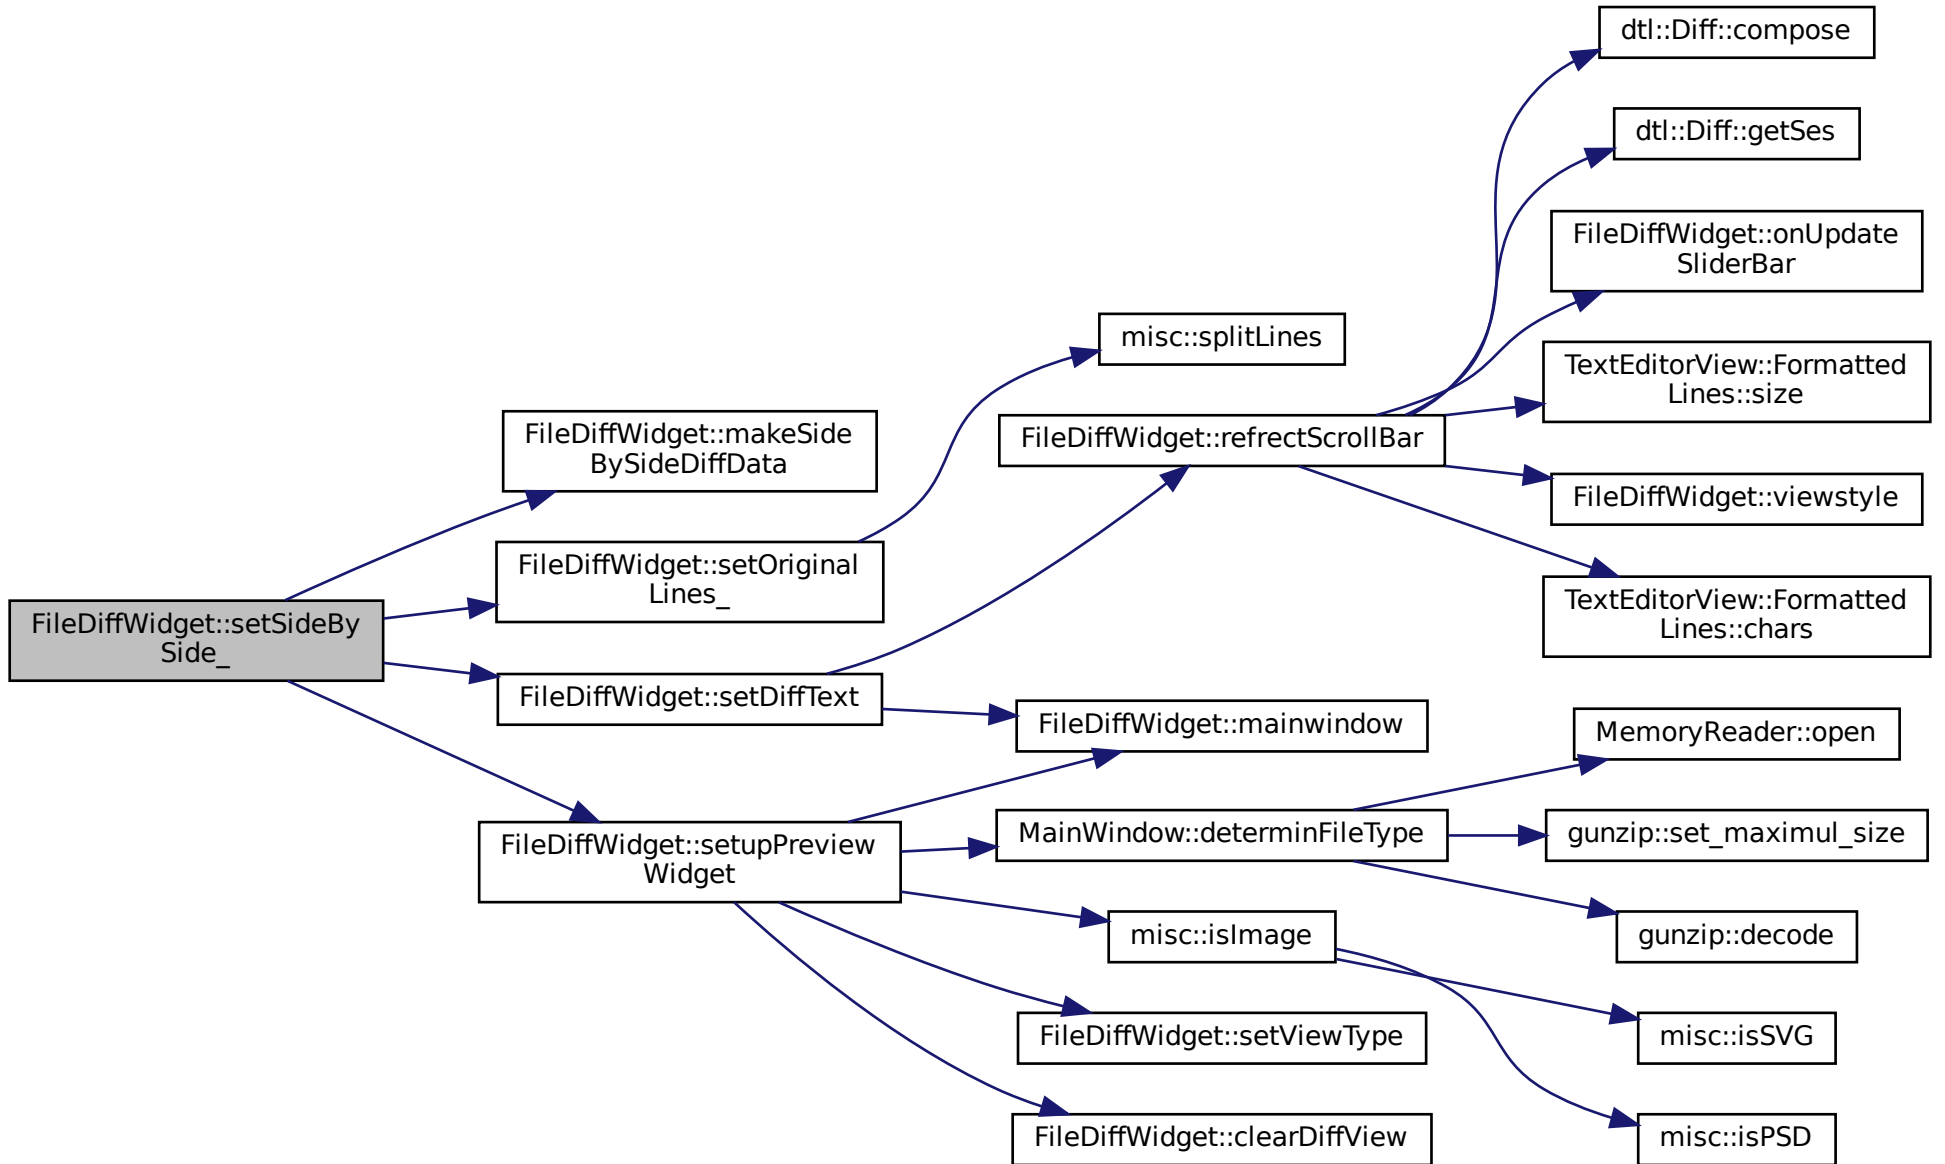 FileDiffWidget::setSideBy
Side_
FileDiffWidget::makeSide
BySideDiffData
FileDiffWidget::setOriginal
Lines_
FileDiffWidget::setDiffText
FileDiffWidget::setupPreview
Widget
misc::splitLines
FileDiffWidget::refrectScrollBar
FileDiffWidget::mainwindow
MainWindow::determinFileType
misc::isImage
FileDiffWidget::setViewType
FileDiffWidget::clearDiffView
dtl::Diff::compose
dtl::Diff::getSes
FileDiffWidget::onUpdate
SliderBar
TextEditorView::Formatted
Lines::size
FileDiffWidget::viewstyle
TextEditorView::Formatted
Lines::chars
MemoryReader::open
gunzip::set_maximul_size
gunzip::decode
misc::isSVG
misc::isPSD